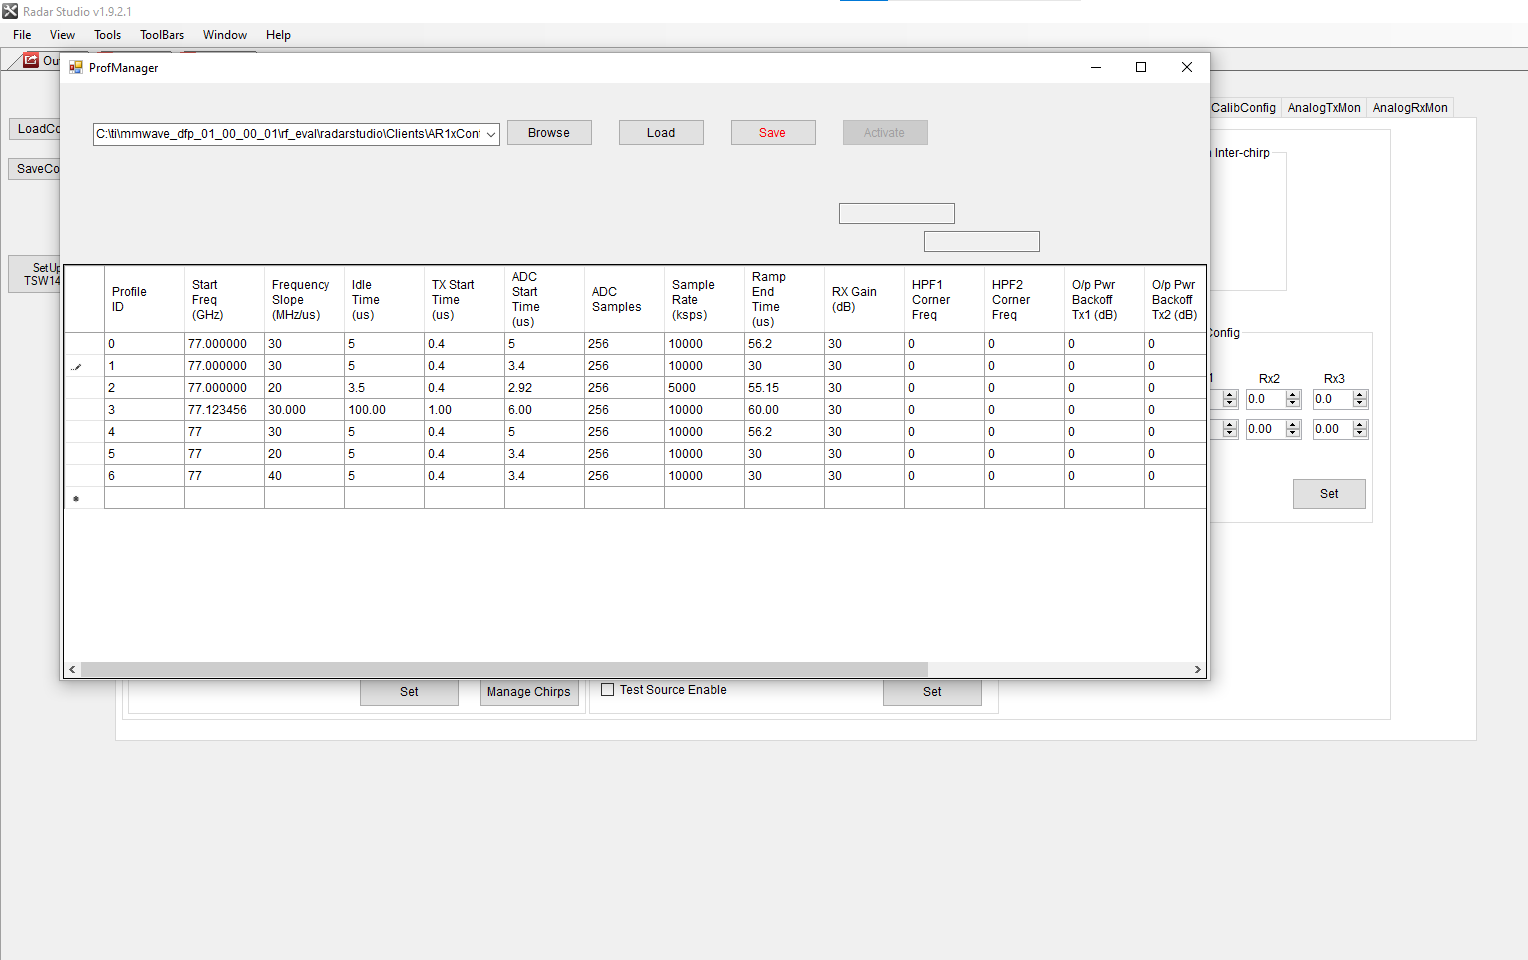 Radar Studio v1.9.2.1
File View Tools ToolBars Window Help
ProfManager
C:\ti\mmwave_dfp_01_00_00_01\rf_eval\radarstudio\Clients\AR1xCon
Browse Load Save Activate
CalibConfig AnalogTxMon AnalogRxMon
Inter-chirp
Profile ID Start Freq (GHz) Frequency Slope (MHz/us) Idle Time (us) TX Start Time (us) ADC Start Time (us) ADC Samples Sample Rate (ksps) Ramp End Time (us) RX Gain (dB) HPF1 Corner Freq HPF2 Corner Freq O/p Pwr Backoff Tx1 (dB) O/p Pwr Backoff Tx2 (dB)
0 77.000000 30 5 0.4 5 256 10000 56.2 30 0 0 0 0
1 77.000000 30 5 0.4 3.4 256 10000 30 30 0 0 0 0
2 77.000000 20 3.5 0.4 2.92 256 5000 55.15 30 0 0 0 0
3 77.123456 30.000 100.00 1.00 6.00 256 10000 60.00 30 0 0 0 0
4 77 30 5 0.4 5 256 10000 56.2 30 0 0 0 0
5 77 20 5 0.4 3.4 256 10000 30 30 0 0 0 0
6 77 40 5 0.4 3.4 256 10000 30 30 0 0 0 0
Rx2 Rx3
0.0 0.0
0.00 0.00
Set
Set Manage Chirps Test Source Enable Set